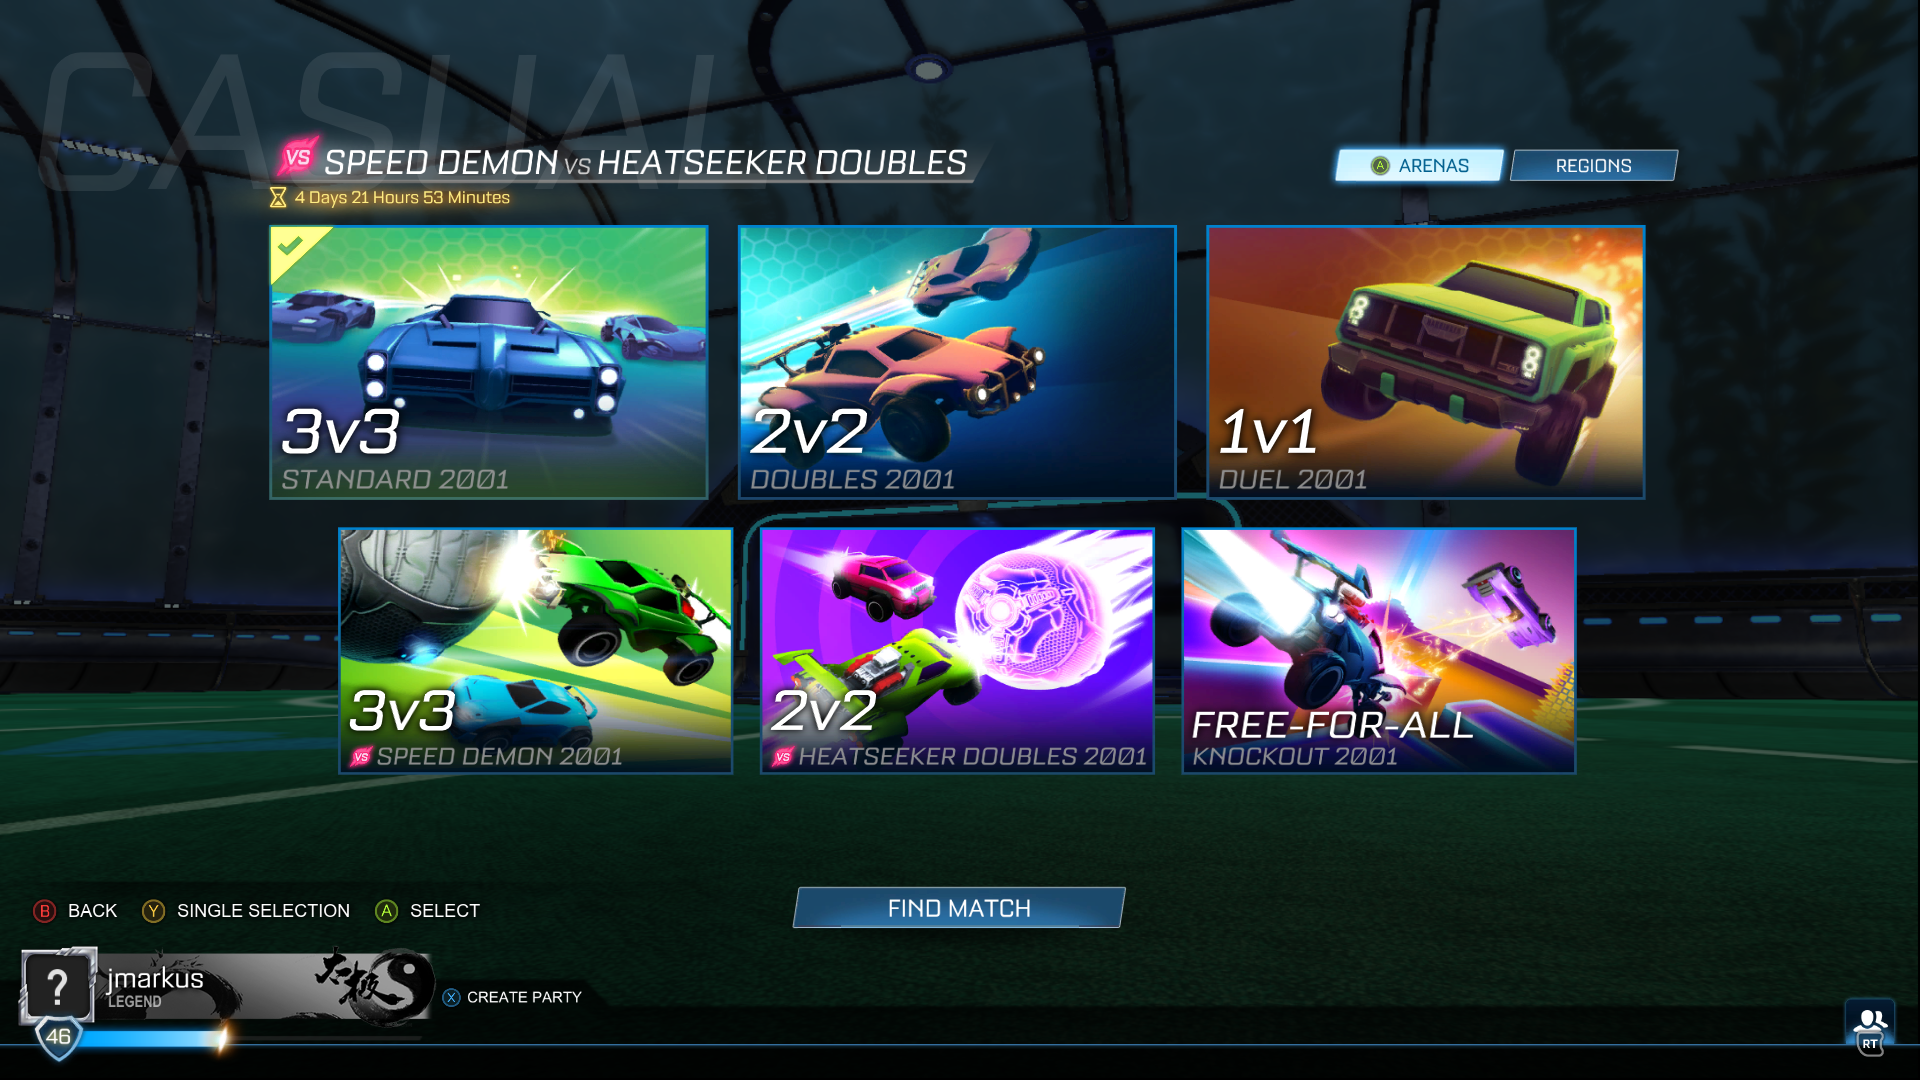 CASUAL
VS SPEED DEMON VS HEATSEEKER DOUBLES
4 Days 21 Hours 53 Minutes
A ARENAS
REGIONS
3v3
STANDARD 2001
2v2
DOUBLES 2001
1v1
DUEL 2001
3v3
VS SPEED DEMON 2001
2v2
VS HEATSEEKER DOUBLES 2001
FREE-FOR-ALL
KNOCKOUT 2001
FIND MATCH
B BACK
Y SINGLE SELECTION
A SELECT
?
jmarkus
LEGEND
太极
46
X CREATE PARTY
RT